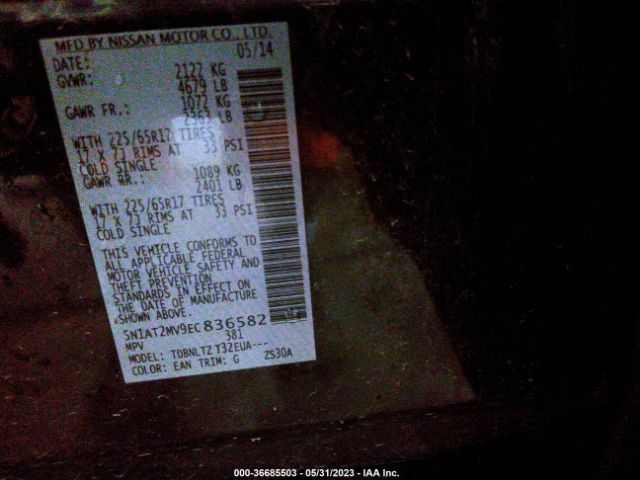 MFD BY NISSAN MOTOR CO., LTD.
DATE: 05/14
GVWR: 2122 KG
4679 LB
GAWR FR.: 1072 KG
2363 LB
WITH 225/65R17 TIRES
17 X 7J RIMS AT 33 PSI
COLD SINGLE
GAWR RR.: 1089 KG
2401 LB
WITH 225/65R17 TIRES
17 X 7J RIMS AT 33 PSI
COLD SINGLE
THIS VEHICLE CONFORMS TO
ALL APPLICABLE FEDERAL
MOTOR VEHICLE SAFETY AND
THEFT PREVENTION
STANDARDS IN EFFECT ON
THE DATE OF MANUFACTURE
SHOWN ABOVE.
5N1AT2MV9EC836582
MPV 381
MODEL: TDBNLTZ T32EUA---
COLOR: EAN TRIM: G ZS30A
000-36685503 - 05/31/2023 - IAA Inc.